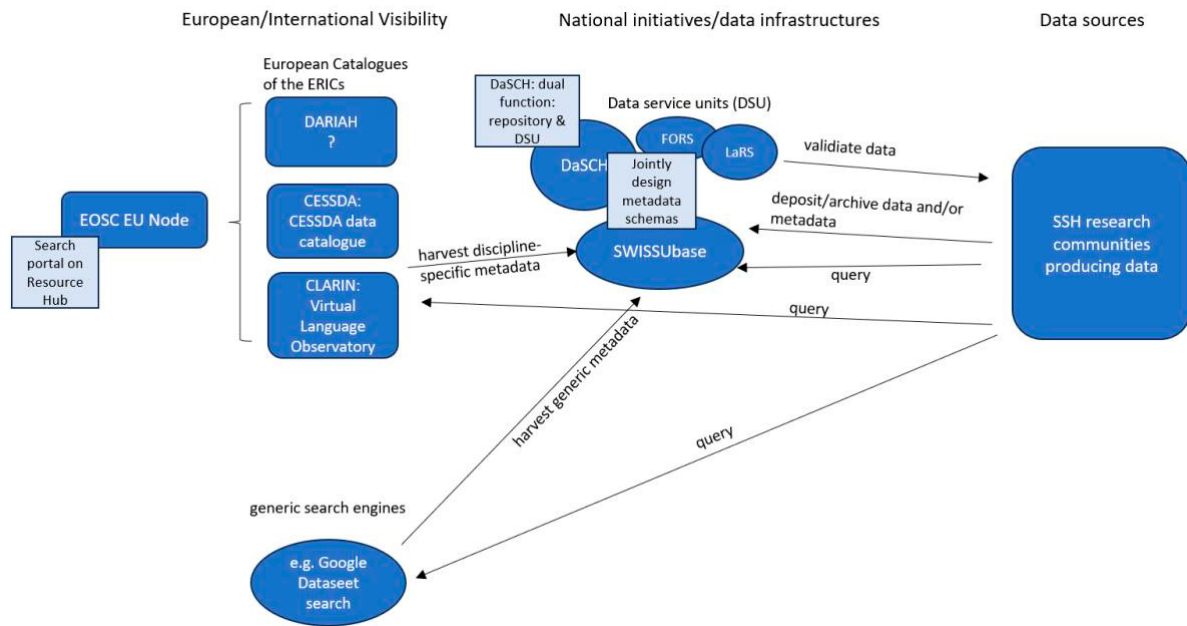 European/International Visibility
National initiatives/data infrastructures
Data sources
European Catalogues
of the ERICs
DARIAH
?
CESSDA:
CESSDA data
catalogue
CLARIN:
Virtual
Language
Observatory
EOSC EU Node
Search
portal on
Resource
Hub
DaSCH: dual
function:
repository &
DSU
Data service units (DSU)
DaSCH
FORS
LaRS
Jointly
design
metadata
schemas
SWISSUbase
harvest discipline-
specific metadata
validiate data
deposit/archive data and/or
metadata
query
query
SSH research
communities
producing data
harvest generic metadata
query
generic search engines
e.g. Google
Dataseet
search